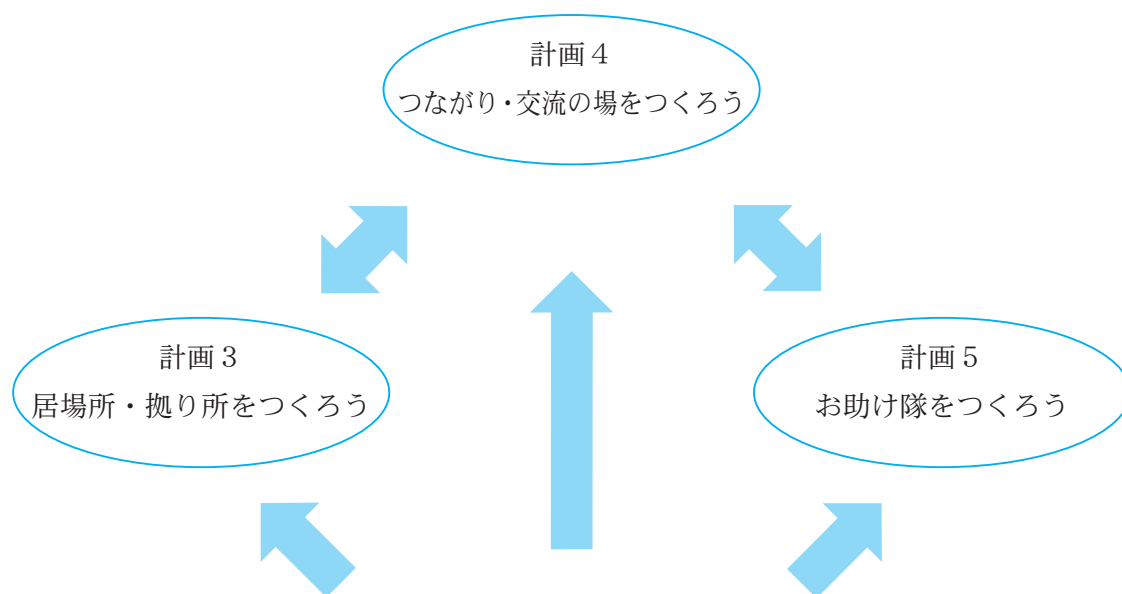 計画４
つながり・交流の場をつくろう
計画３
居場所・拠り所をつくろう
計画５
お助け隊をつくろう